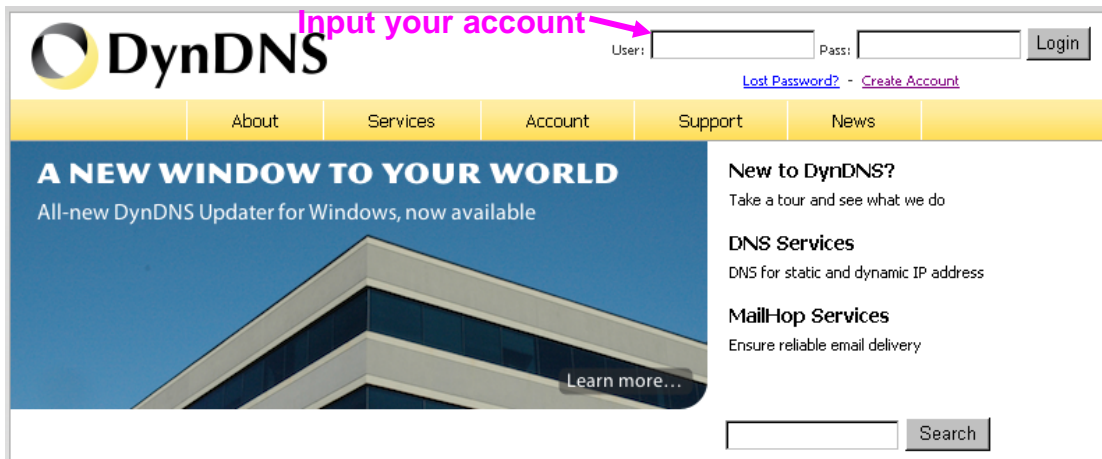 Input your account
DynDNS
User:
Pass:
Login
Lost Password? - Create Account
About Services Account Support News
A NEW WINDOW TO YOUR WORLD
All-new DynDNS Updater for Windows, now available
Learn more...
New to DynDNS?
Take a tour and see what we do
DNS Services
DNS for static and dynamic IP address
MailHop Services
Ensure reliable email delivery
Search